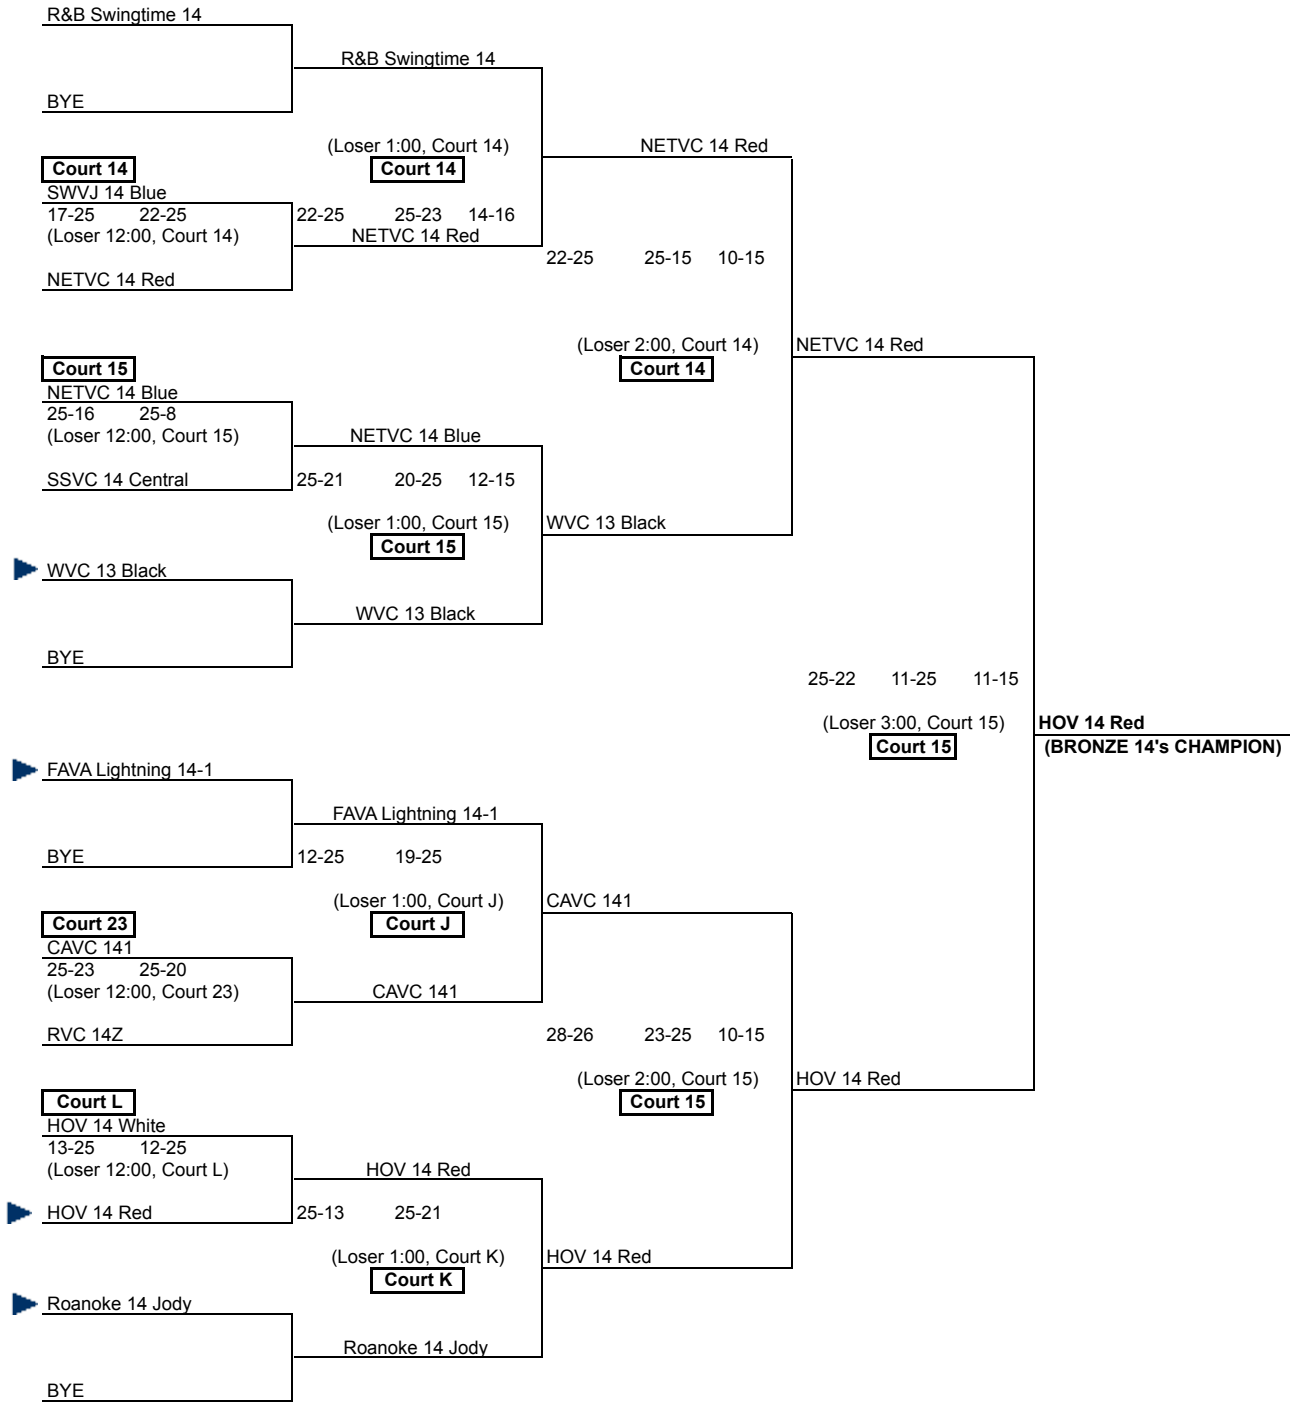 R&B Swingtime 14
R&B Swingtime 14
BYE
(Loser 1:00, Court 14)
NETVC 14 Red
Court 14
Court 14
SWVJ 14 Blue
17-25 22-25
22-25 25-23 14-16
(Loser 12:00, Court 14)
NETVC 14 Red
22-25 25-15 10-15
NETVC 14 Red
(Loser 2:00, Court 14)
NETVC 14 Red
Court 15
Court 14
NETVC 14 Blue
25-16 25-8
(Loser 12:00, Court 15)
NETVC 14 Blue
SSVC 14 Central
25-21 20-25 12-15
(Loser 1:00, Court 15)
WVC 13 Black
Court 15
WVC 13 Black
WVC 13 Black
BYE
25-22 11-25 11-15
(Loser 3:00, Court 15)
HOV 14 Red
Court 15
(BRONZE 14's CHAMPION)
FAVA Lightning 14-1
FAVA Lightning 14-1
BYE
12-25 19-25
(Loser 1:00, Court J)
CAVC 141
Court 23
Court J
CAVC 141
25-23 25-20
(Loser 12:00, Court 23)
CAVC 141
RVC 14Z
28-26 23-25 10-15
(Loser 2:00, Court 15)
HOV 14 Red
Court L
Court 15
HOV 14 White
13-25 12-25
(Loser 12:00, Court L)
HOV 14 Red
HOV 14 Red
25-13 25-21
(Loser 1:00, Court K)
HOV 14 Red
Court K
Roanoke 14 Jody
Roanoke 14 Jody
BYE